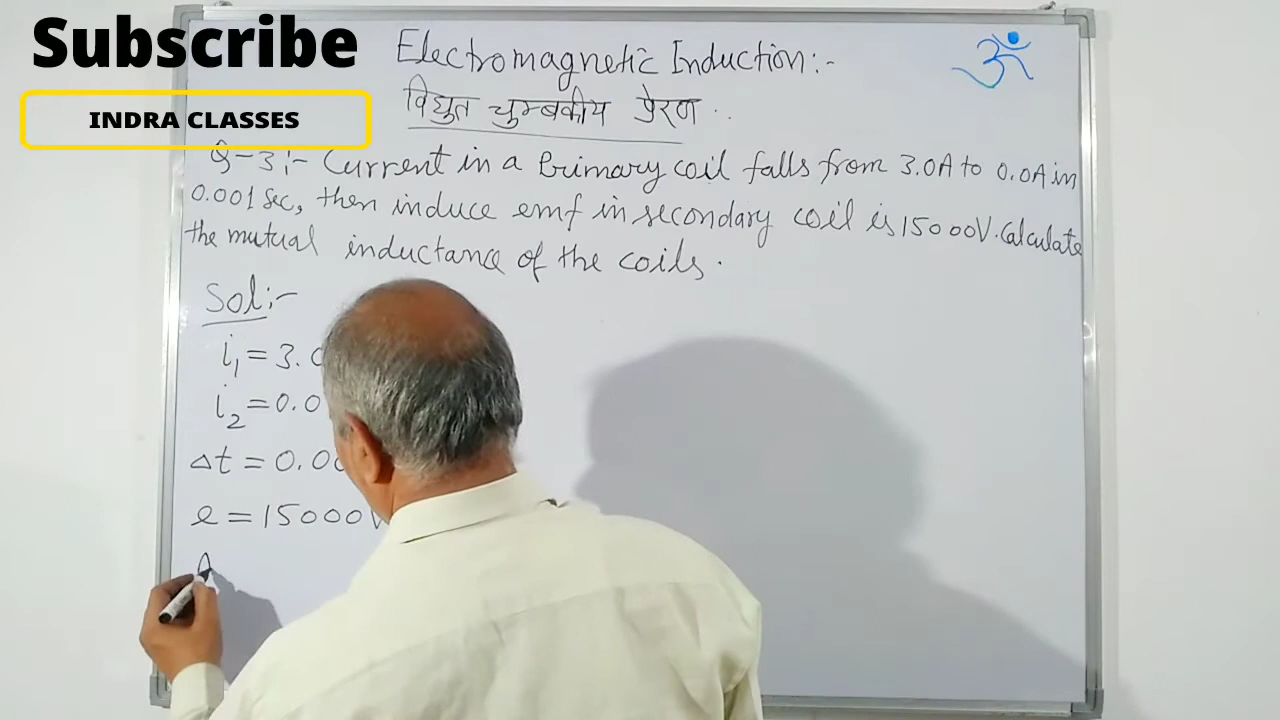 Subscribe
INDRA CLASSES
Electromagnetic Induction:-
विद्युत चुम्बकीय प्रेरण
ॐ
Q-3:- Current in a Primary coil falls from 3.0A to 0.0A in
0.001 Sec, then induce emf in secondary coil is 15000V. Calculate
the mutual inductance of the coils.
Sol:-
i₁ = 3.0
i₂ = 0.0
Δt = 0.00
e = 15000V